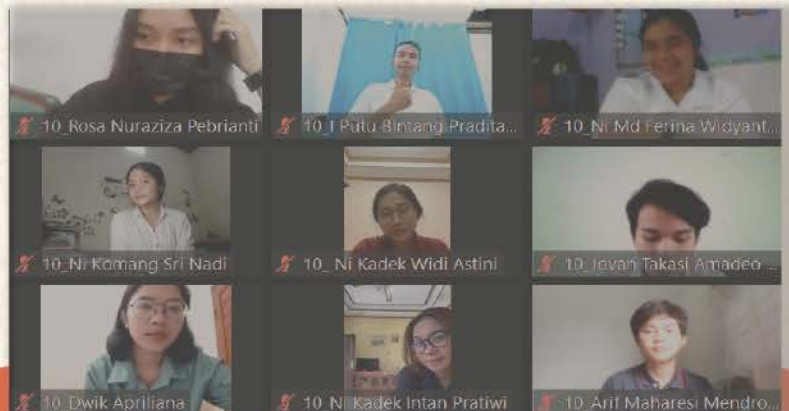 10_Rosa Nuraziza Pebrianti
10_I Putu Bintang Pradita...
10_Ni Md Ferina Widyant...
10_Ni Komang Sri Nadi
10_ Ni Kadek Widi Astini
10_Jovan Takasi Amadeo ...
10_Dwik Apriliana
10_Ni Kadek Intan Pratiwi
10_Arif Maharesi Mendro...